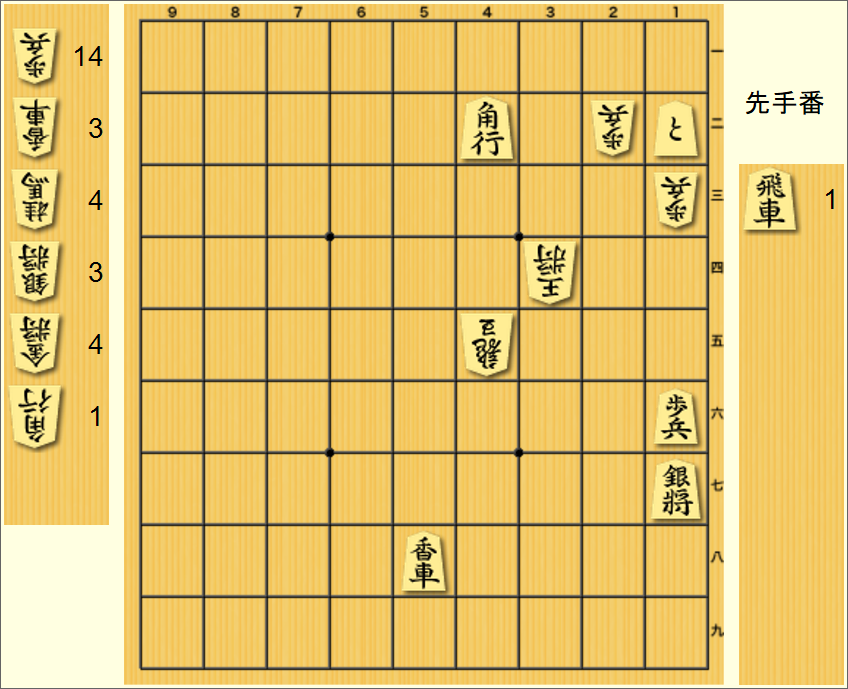 9 8 7 6 5 4 3 2 1
歩兵 14
香車 3
桂馬 4
銀将 3
金将 4
角行 1
一
角行 歩兵 と 二
歩兵 三
王将 四
龍王 五
歩兵 六
銀将 七
香車 八
九
先手番
飛車 1